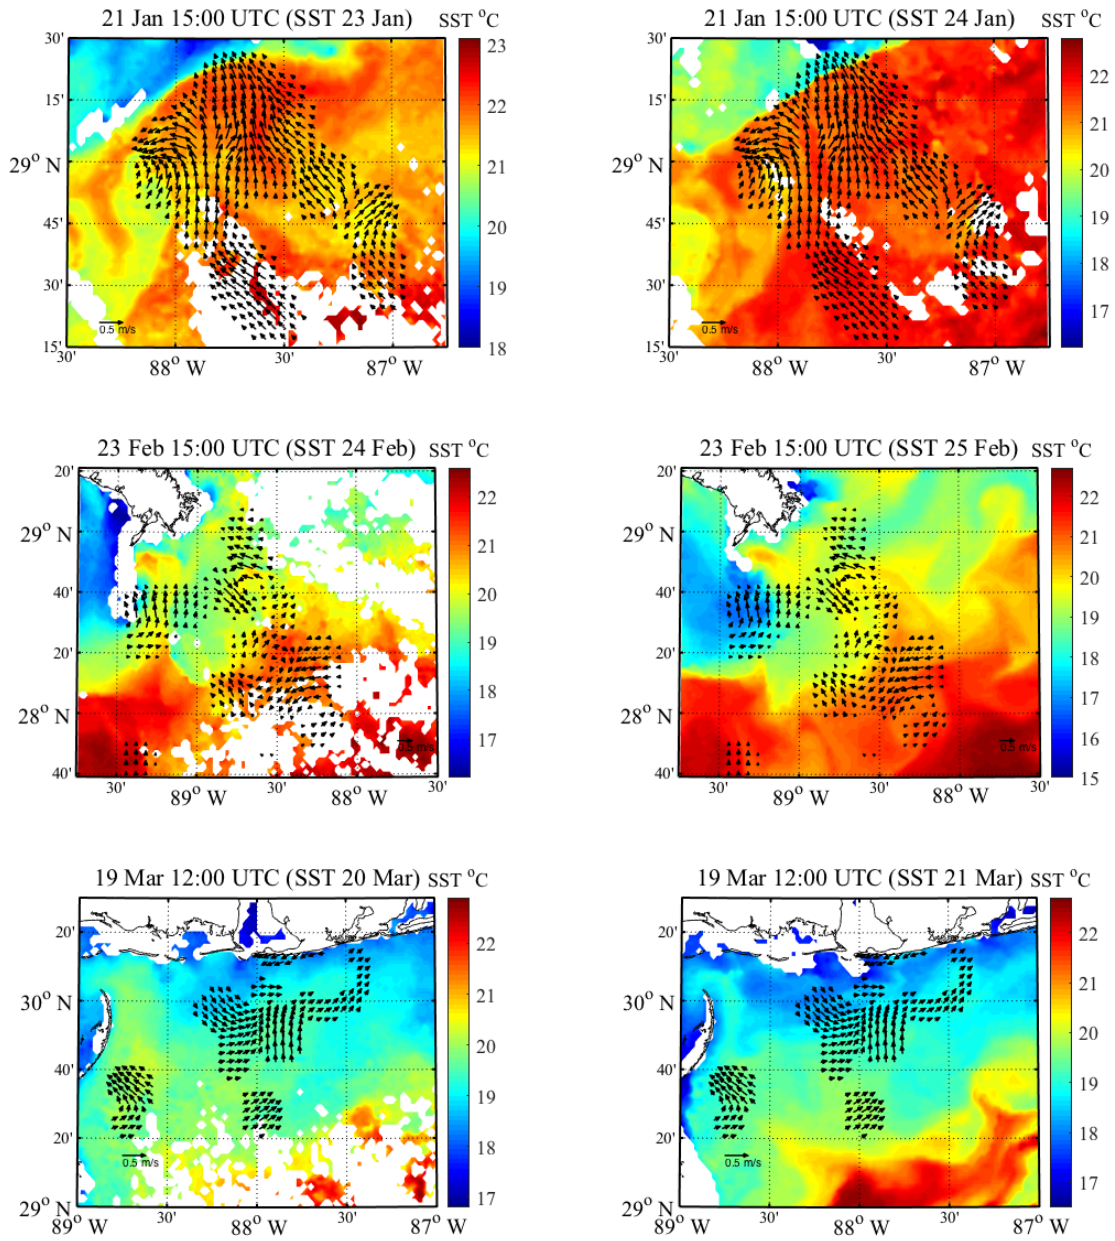 21 Jan 15:00 UTC (SST 23 Jan) SST °C
30'
15'
29° N
45'
30'
15'
0.5 m/s
30' 88° W 30' 87° W
23
22
21
20
19
18
21 Jan 15:00 UTC (SST 24 Jan) SST °C
30'
15'
29° N
45'
30'
15'
0.5 m/s
30' 88° W 30' 87° W
22
21
20
19
18
17
23 Feb 15:00 UTC (SST 24 Feb) SST °C
20'
29° N
40'
20'
28° N
40'
0.5 m/s
30' 89° W 30' 88° W 30'
22
21
20
19
18
17
23 Feb 15:00 UTC (SST 25 Feb) SST °C
20'
29° N
40'
20'
28° N
40'
0.5 m/s
30' 89° W 30' 88° W 30'
22
21
20
19
18
17
16
15
19 Mar 12:00 UTC (SST 20 Mar) SST °C
20'
30° N
40'
20'
29° N
0.5 m/s
89° W 30' 88° W 30' 87° W
22
21
20
19
18
17
19 Mar 12:00 UTC (SST 21 Mar) SST °C
20'
30° N
40'
20'
29° N
0.5 m/s
89° W 30' 88° W 30' 87° W
22
21
20
19
18
17